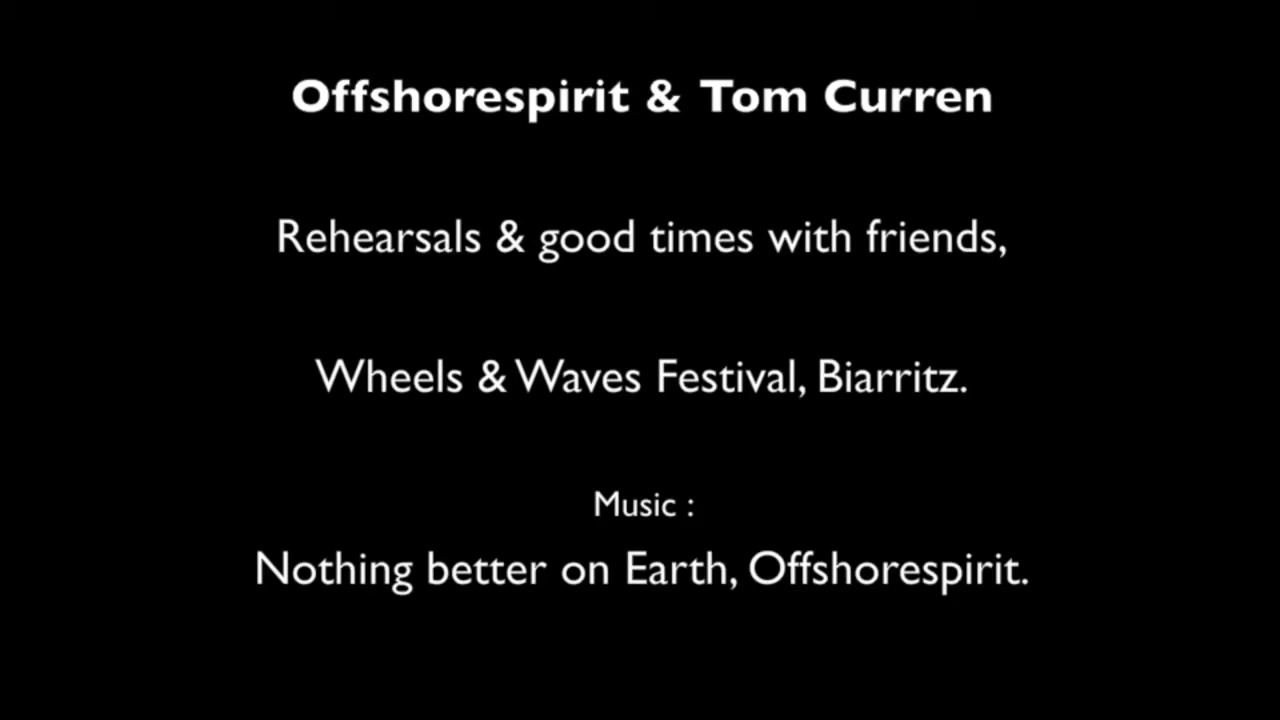 Offshorespirit & Tom Curren
Rehearsals & good times with friends,
Wheels & Waves Festival, Biarritz.
Music :
Nothing better on Earth, Offshorespirit.